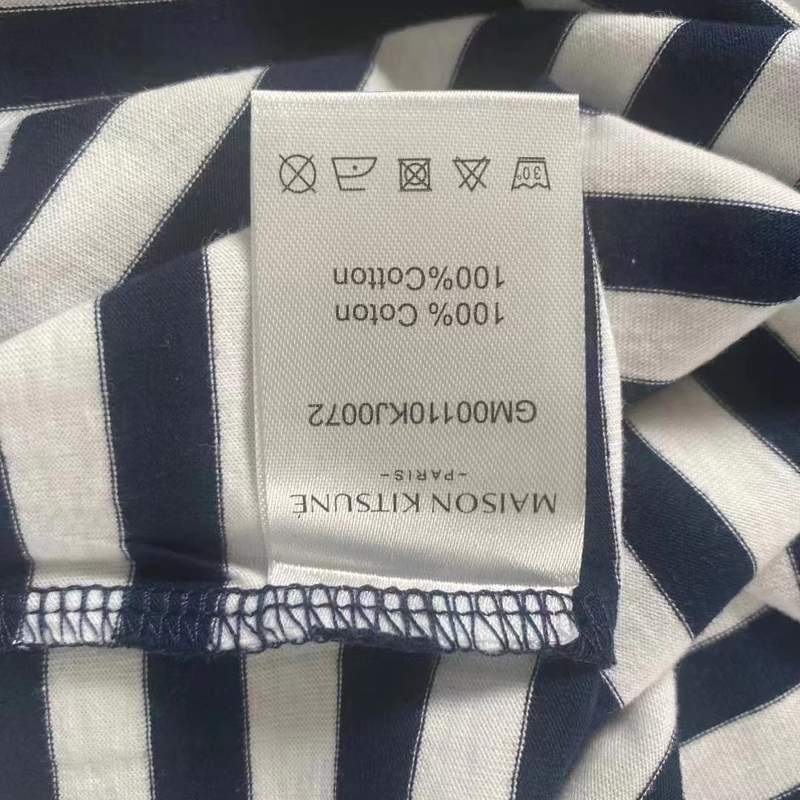 MAISON KITSUNÉ
-PARIS-
GM00110KJ0072
100% Coton
100%Cotton
30°